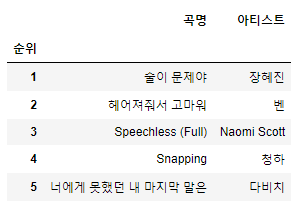 곡명 아티스트
순위
1 술이 문제야 장혜진
2 헤어져줘서 고마워 벤
3 Speechless (Full) Naomi Scott
4 Snapping 청하
5 너에게 못했던 내 마지막 말은 다비치